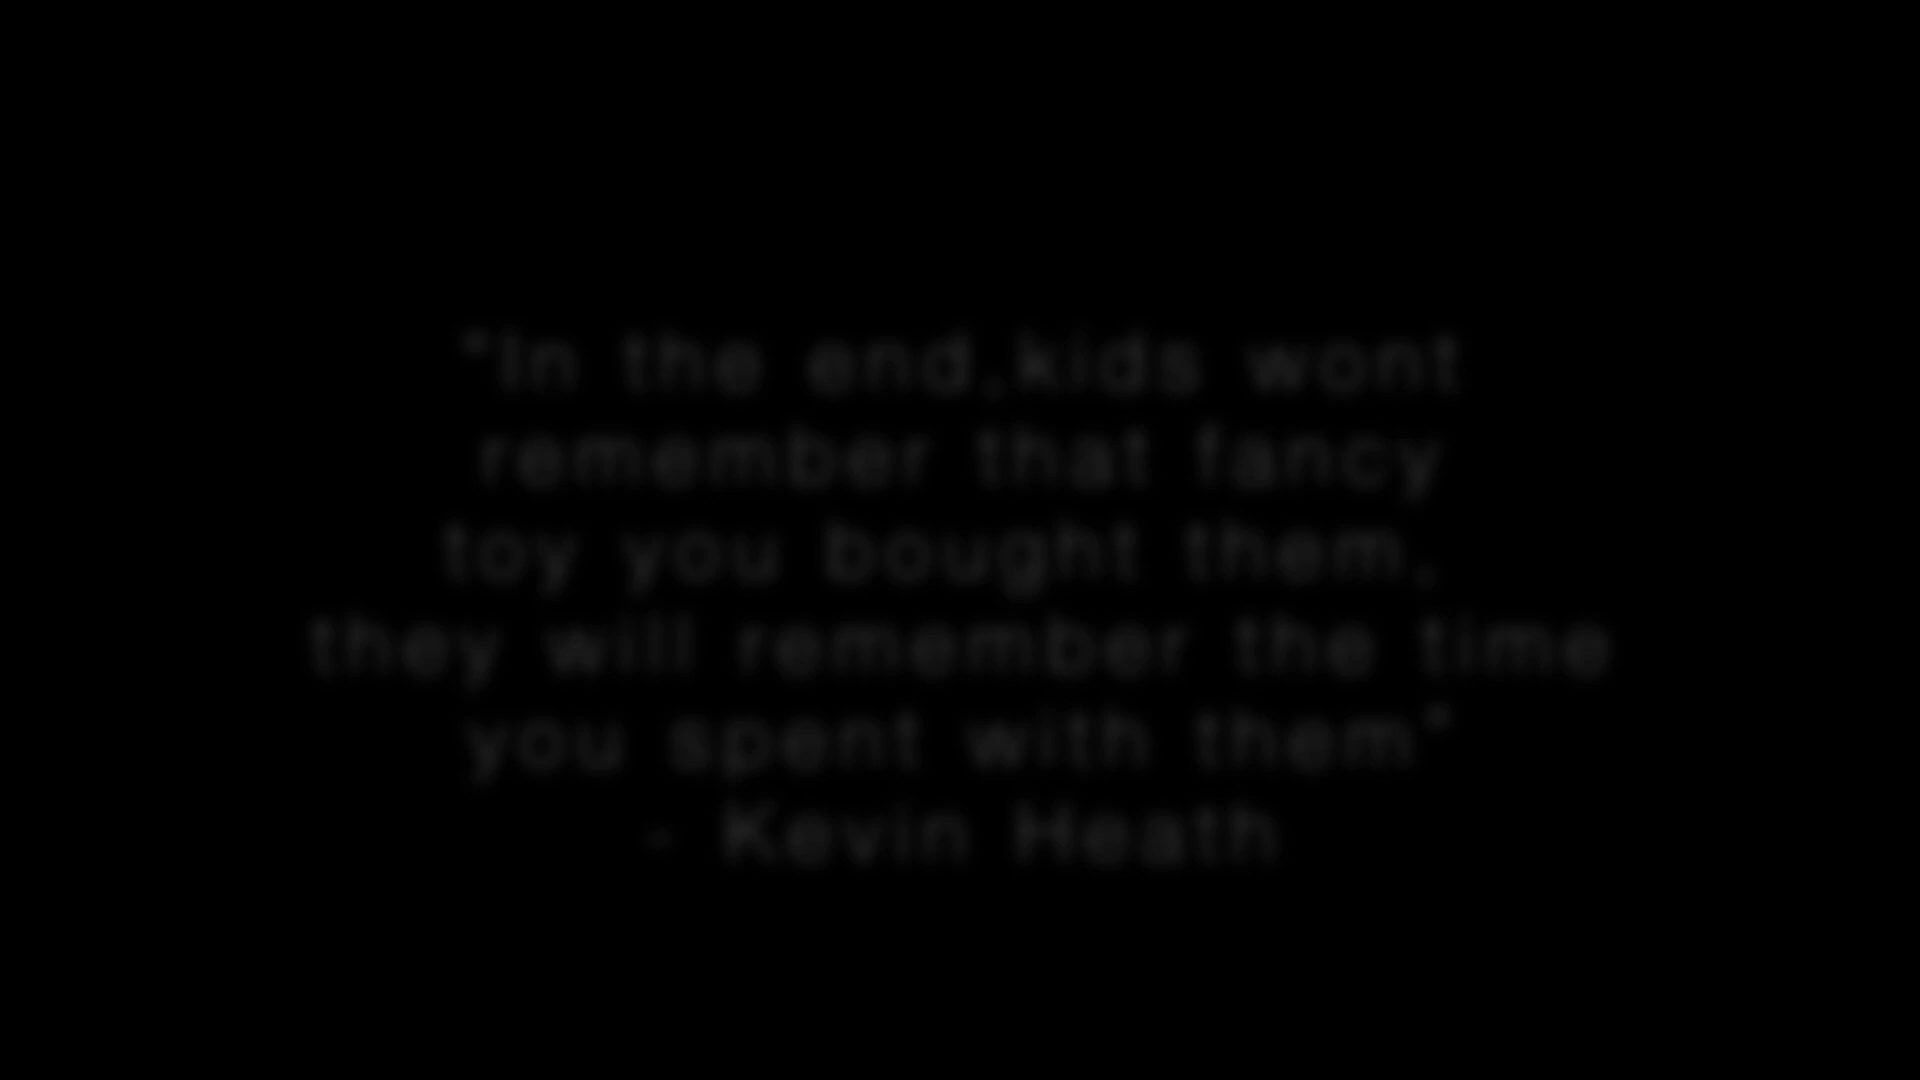 "In the end,kids wont
remember that fancy
toy you bought them,
they will remember the time
you spent with them"
- Kevin Heath